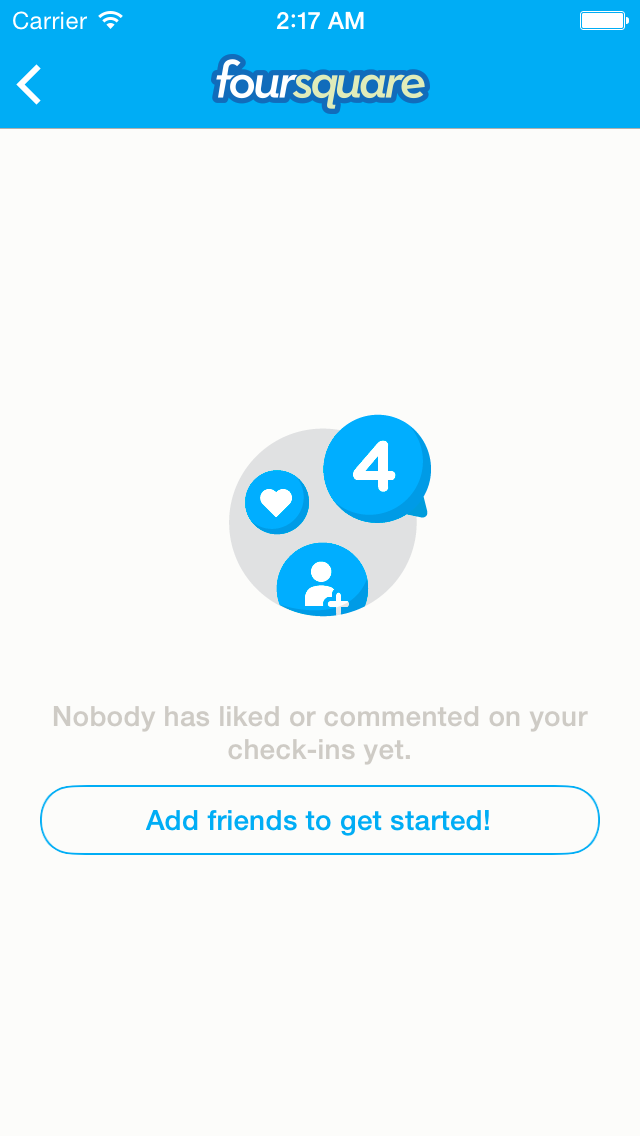 Carrier 2:17 AM
foursquare
4
Nobody has liked or commented on your
check-ins yet.
Add friends to get started!